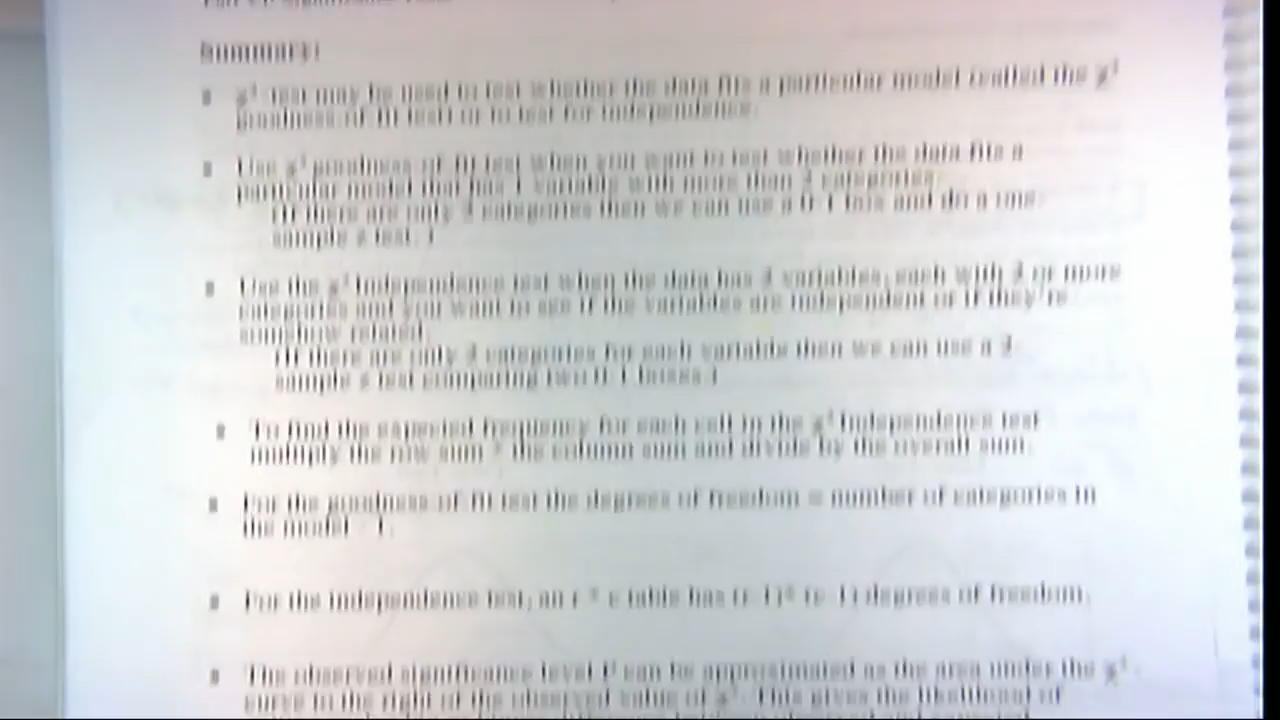 Summary:
χ² test may be used to test whether the data fits a particular model (called the χ²
goodness-of-fit test) or to test for independence.
Use χ² goodness-of-fit test when you want to test whether the data fits a
particular model that has 1 variable with more than 2 categories.
(If there are only 2 categories then we can use a 0-1 box and do a one-
sample z test.)
Use the χ² Independence test when the data has 2 variables, each with 2 or more
categories and you want to see if the variables are independent or if they're
somehow related.
(If there are only 2 categories for each variable then we can use a 2-
sample z test comparing two 0-1 boxes.)
To find the expected frequency for each cell in the χ² Independence test
multiply the row sum * the column sum and divide by the overall sum.
For the goodness-of-fit test the degrees of freedom = number of categories in
the model - 1.
For the independence test, an r * c table has (r-1)* (c-1) degrees of freedom.
The observed significance level P can be approximated as the area under the χ²
curve to the right of the observed value of χ². This gives the likelihood of